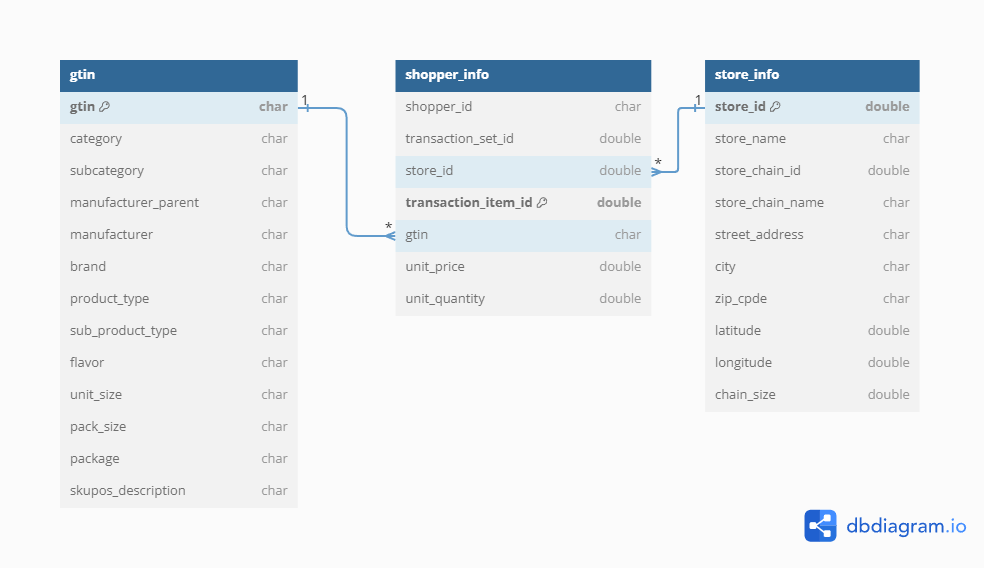 gtin
gtin char
category char
subcategory char
manufacturer_parent char
manufacturer char
brand char
product_type char
sub_product_type char
flavor char
unit_size char
pack_size char
package char
skupos_description char
1
*
shopper_info
shopper_id char
transaction_set_id double
store_id double
transaction_item_id double
gtin char
unit_price double
unit_quantity double
*
1
store_info
store_id double
store_name char
store_chain_id double
store_chain_name char
street_address char
city char
zip_cpde char
latitude double
longitude double
chain_size double
dbdiagram.io